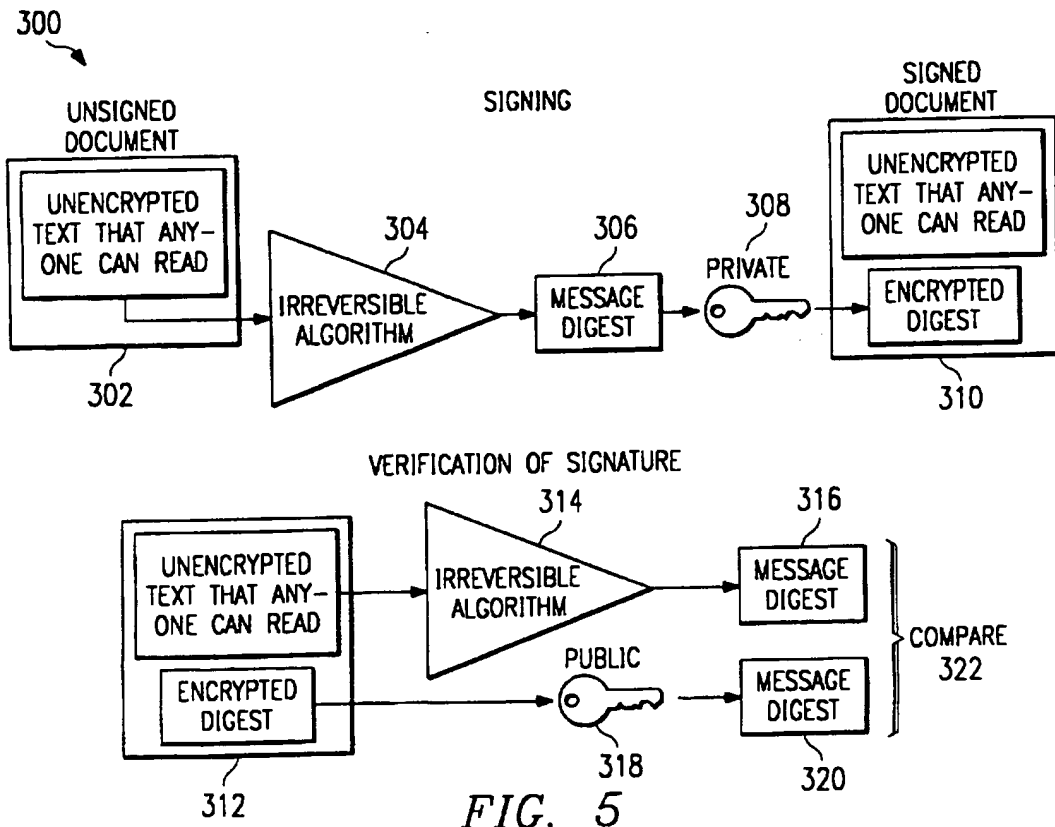 300
UNSIGNED
DOCUMENT
UNENCRYPTED
TEXT THAT ANY-
ONE CAN READ
302
SIGNING
304
IRREVERSIBLE
ALGORITHM
306
MESSAGE
DIGEST
308
PRIVATE
SIGNED
DOCUMENT
UNENCRYPTED
TEXT THAT ANY-
ONE CAN READ
ENCRYPTED
DIGEST
310
VERIFICATION OF SIGNATURE
UNENCRYPTED
TEXT THAT ANY-
ONE CAN READ
ENCRYPTED
DIGEST
312
314
IRREVERSIBLE
ALGORITHM
316
MESSAGE
DIGEST
PUBLIC
318
MESSAGE
DIGEST
320
COMPARE
322
FIG. 5